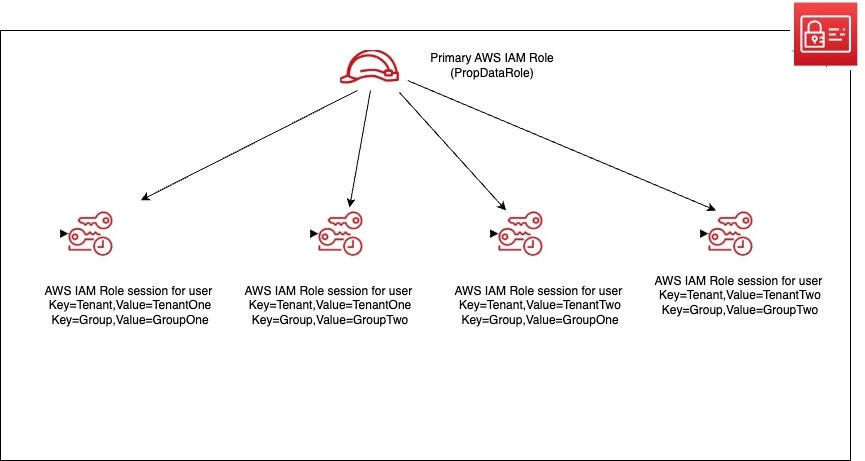 Primary AWS IAM Role
(PropDataRole)
AWS IAM Role session for user
Key=Tenant,Value=TenantOne
Key=Group,Value=GroupOne
AWS IAM Role session for user
Key=Tenant,Value=TenantOne
Key=Group,Value=GroupTwo
AWS IAM Role session for user
Key=Tenant,Value=TenantTwo
Key=Group,Value=GroupOne
AWS IAM Role session for user
Key=Tenant,Value=TenantTwo
Key=Group,Value=GroupTwo